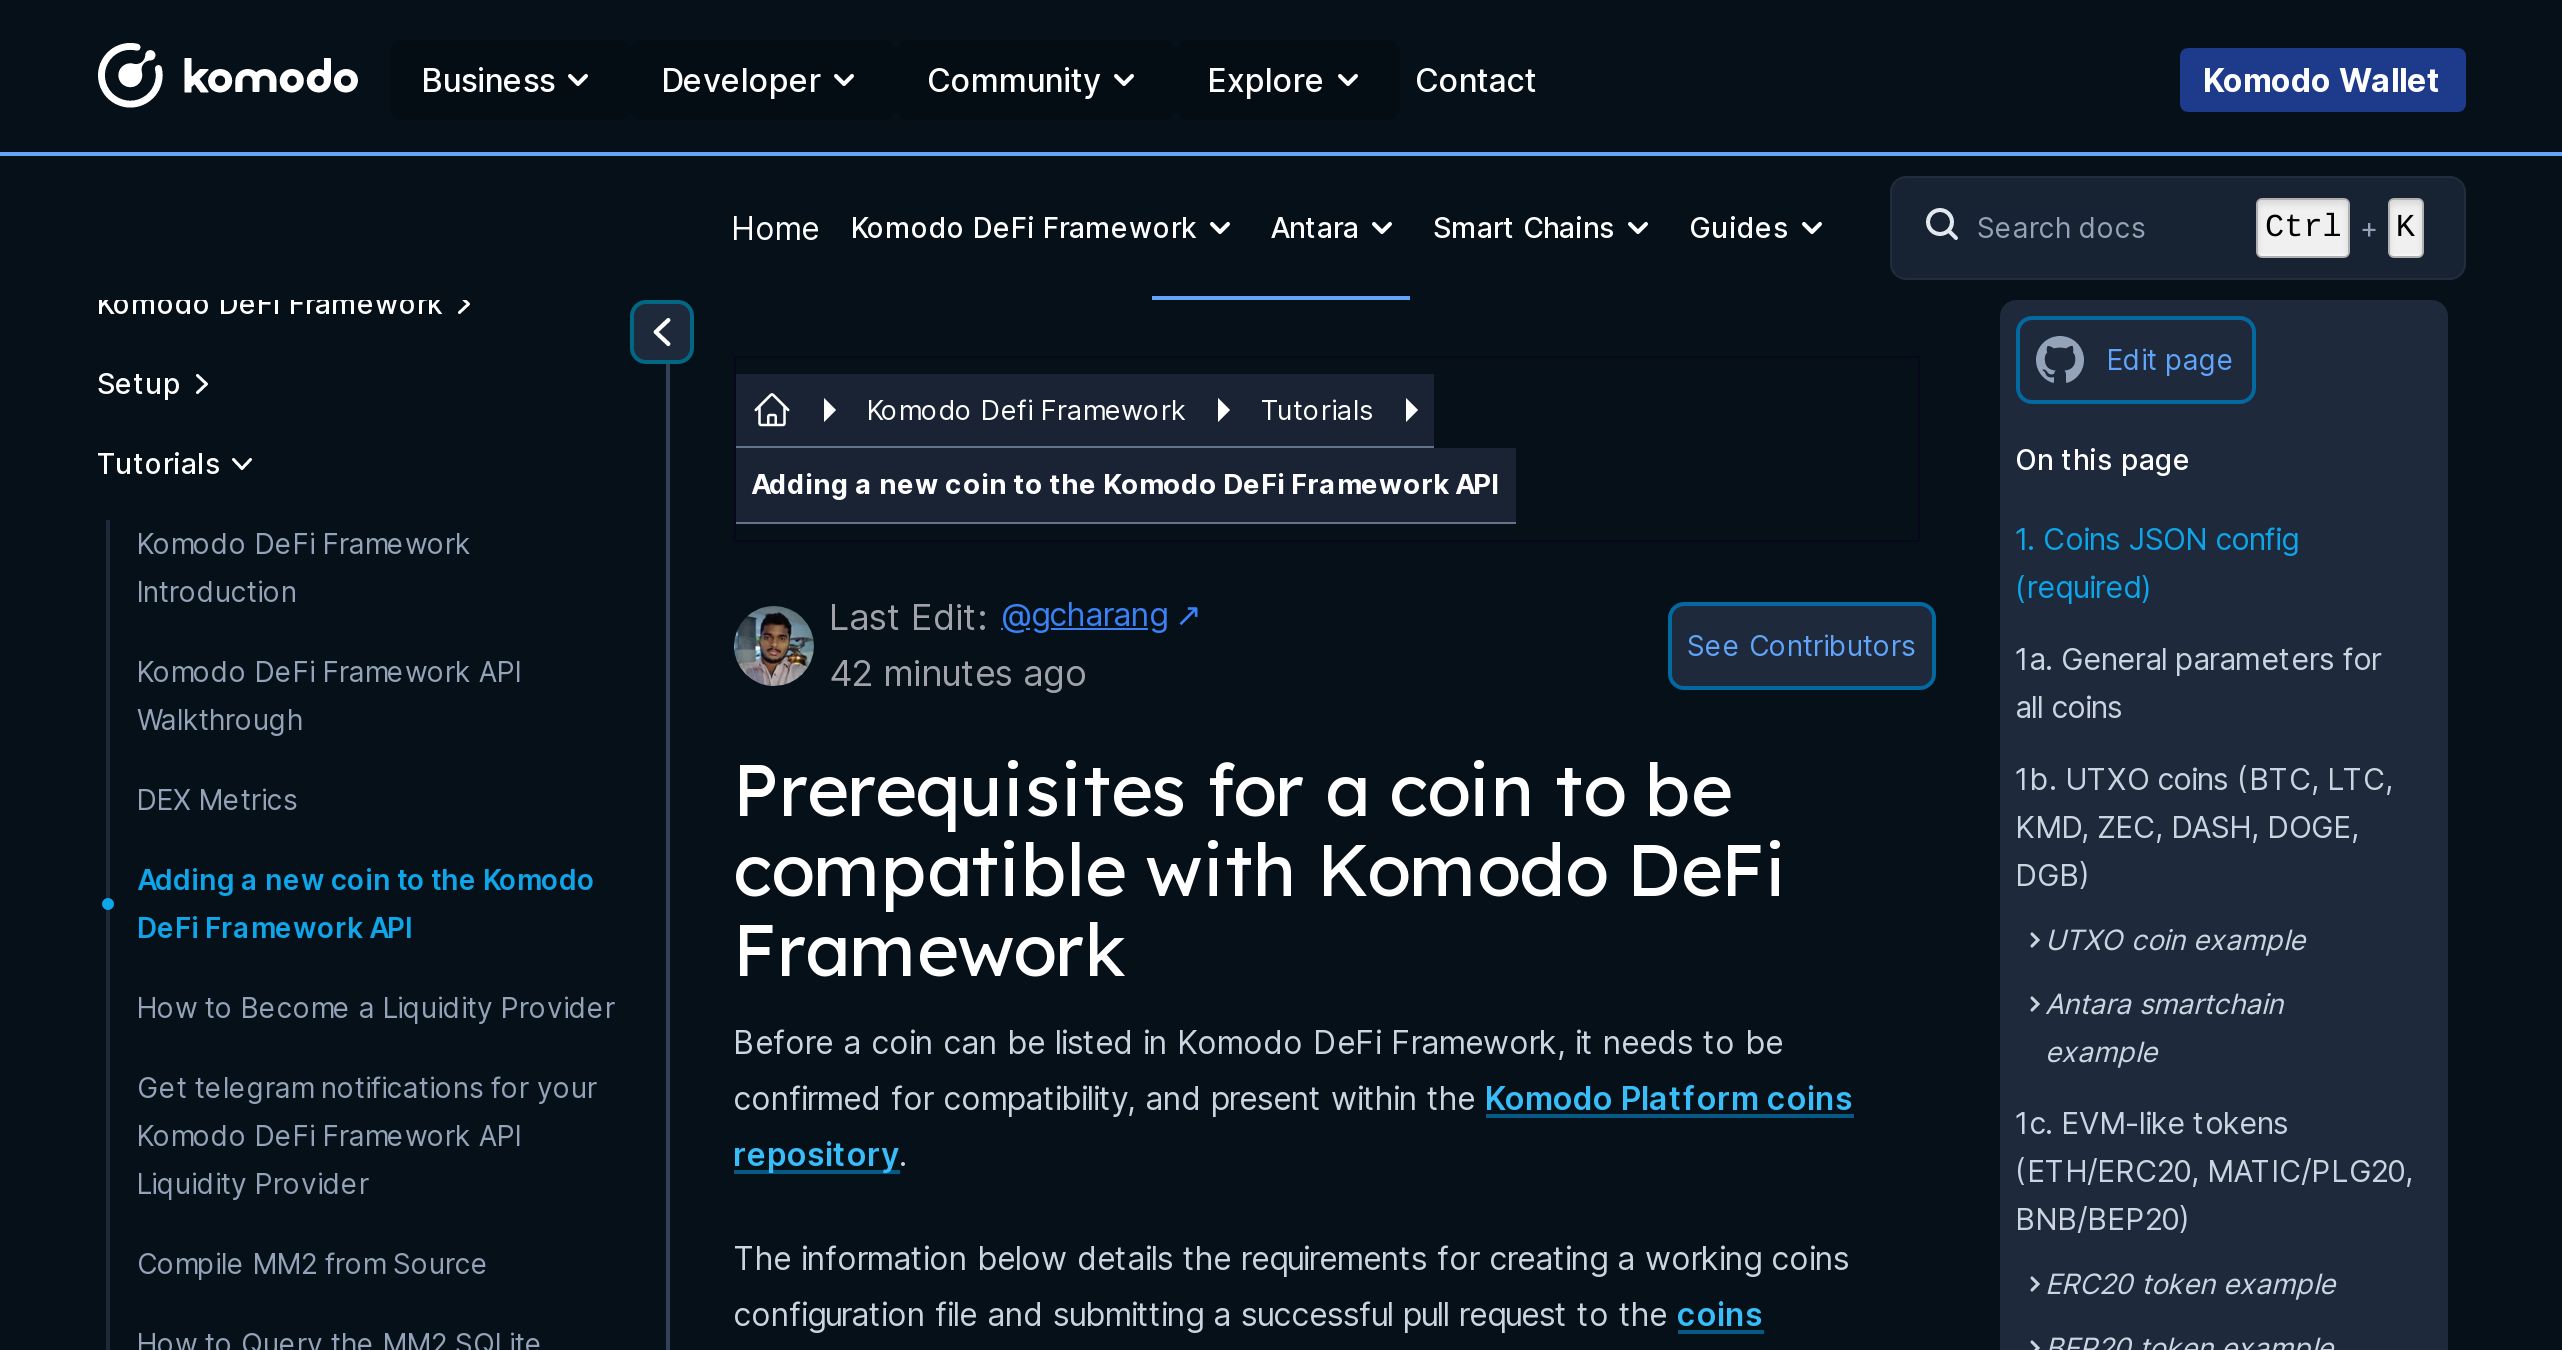 komodo
Business
Developer
Community
Explore
Contact
Komodo Wallet
Home
Komodo DeFi Framework
Antara
Smart Chains
Guides
Search docs
Ctrl + K
Komodo DeFi Framework
Setup
Tutorials
Komodo DeFi Framework
Introduction
Komodo DeFi Framework API
Walkthrough
DEX Metrics
Adding a new coin to the Komodo
DeFi Framework API
How to Become a Liquidity Provider
Get telegram notifications for your
Komodo DeFi Framework API
Liquidity Provider
Compile MM2 from Source
How to Query the MM2 SQLite
Komodo Defi Framework
Tutorials
Adding a new coin to the Komodo DeFi Framework API
Last Edit: @gcharang ↗
42 minutes ago
See Contributors
Prerequisites for a coin to be
compatible with Komodo DeFi
Framework
Before a coin can be listed in Komodo DeFi Framework, it needs to be
confirmed for compatibility, and present within the Komodo Platform coins
repository.
The information below details the requirements for creating a working coins
configuration file and submitting a successful pull request to the coins
Edit page
On this page
1. Coins JSON config
(required)
1a. General parameters for
all coins
1b. UTXO coins (BTC, LTC,
KMD, ZEC, DASH, DOGE,
DGB)
UTXO coin example
Antara smartchain
example
1c. EVM-like tokens
(ETH/ERC20, MATIC/PLG20,
BNB/BEP20)
ERC20 token example
BEP20 token example